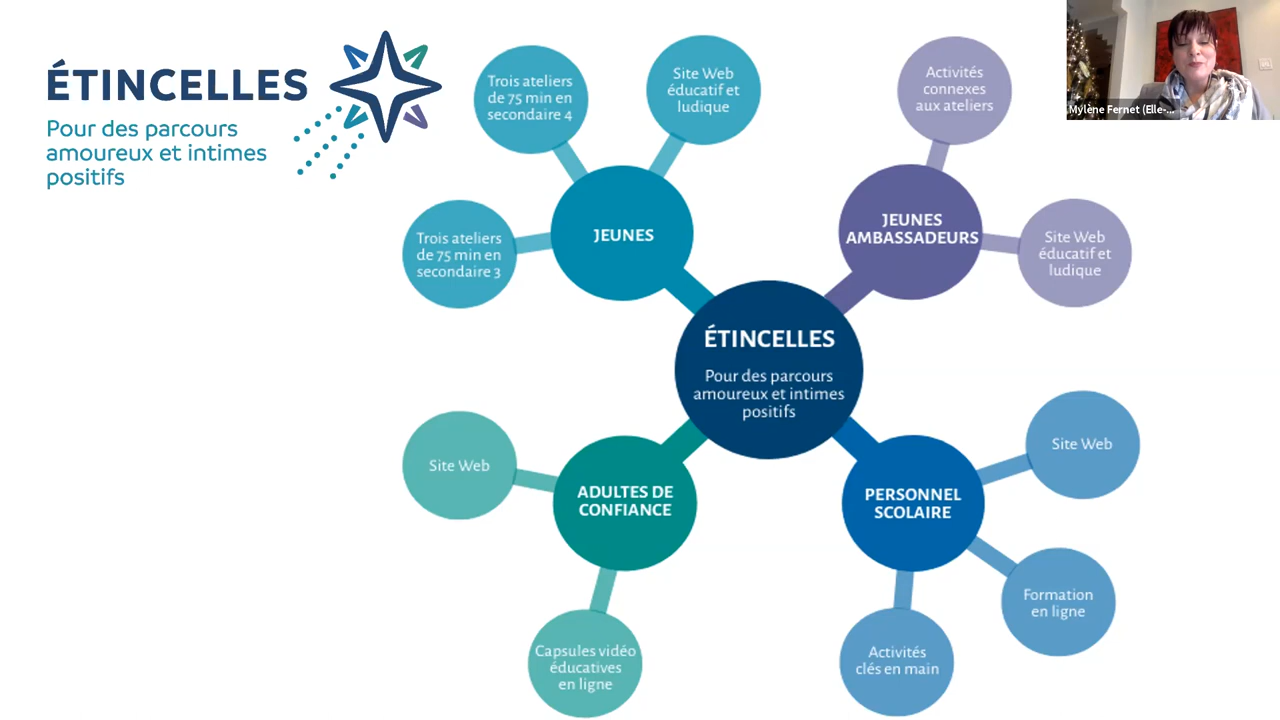 ÉTINCELLES
Pour des parcours
amoureux et intimes
positifs
Trois ateliers
de 75 min en
secondaire 4
Site Web
éducatif et
ludique
Trois ateliers
de 75 min en
secondaire 3
JEUNES
Activités
connexes
aux ateliers
JEUNES
AMBASSADEURS
Site Web
éducatif et
ludique
ÉTINCELLES
Pour des parcours
amoureux et intimes
positifs
Site Web
ADULTES DE
CONFIANCE
Capsules vidéo
éducatives
en ligne
PERSONNEL
SCOLAIRE
Site Web
Formation
en ligne
Activités
clés en main
Mylène Fernet (Elle-...